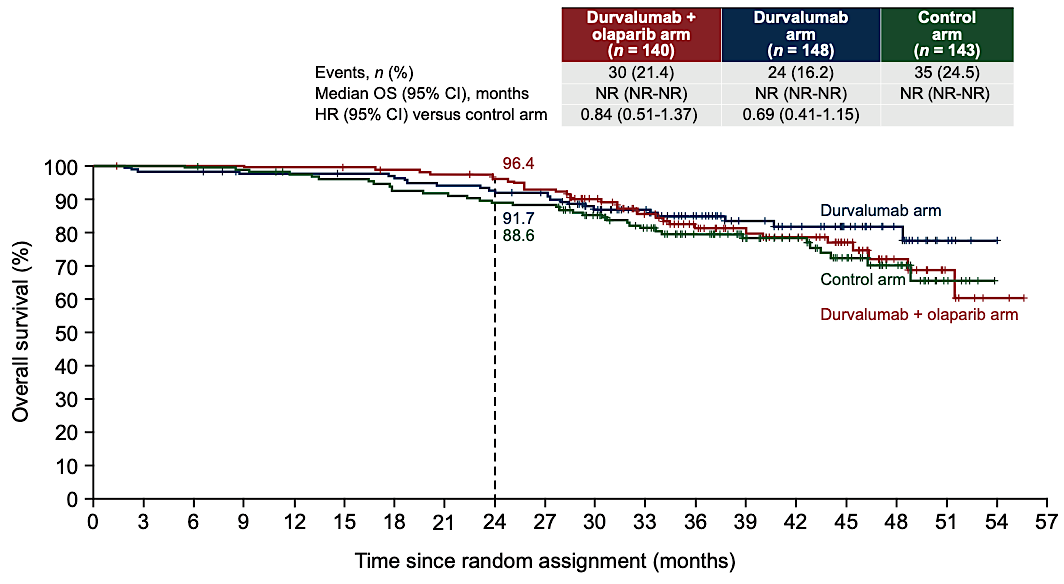 Durvalumab +
olaparib arm
(n = 140)
Durvalumab
arm
(n = 148)
Control
arm
(n = 143)
Events, n (%) 30 (21.4) 24 (16.2) 35 (24.5)
Median OS (95% CI), months NR (NR-NR) NR (NR-NR) NR (NR-NR)
HR (95% CI) versus control arm 0.84 (0.51-1.37) 0.69 (0.41-1.15)
Overall survival (%)
100
90
80
70
60
50
40
30
20
10
0
96.4
91.7
88.6
Durvalumab arm
Control arm
Durvalumab + olaparib arm
0 3 6 9 12 15 18 21 24 27 30 33 36 39 42 45 48 51 54 57
Time since random assignment (months)